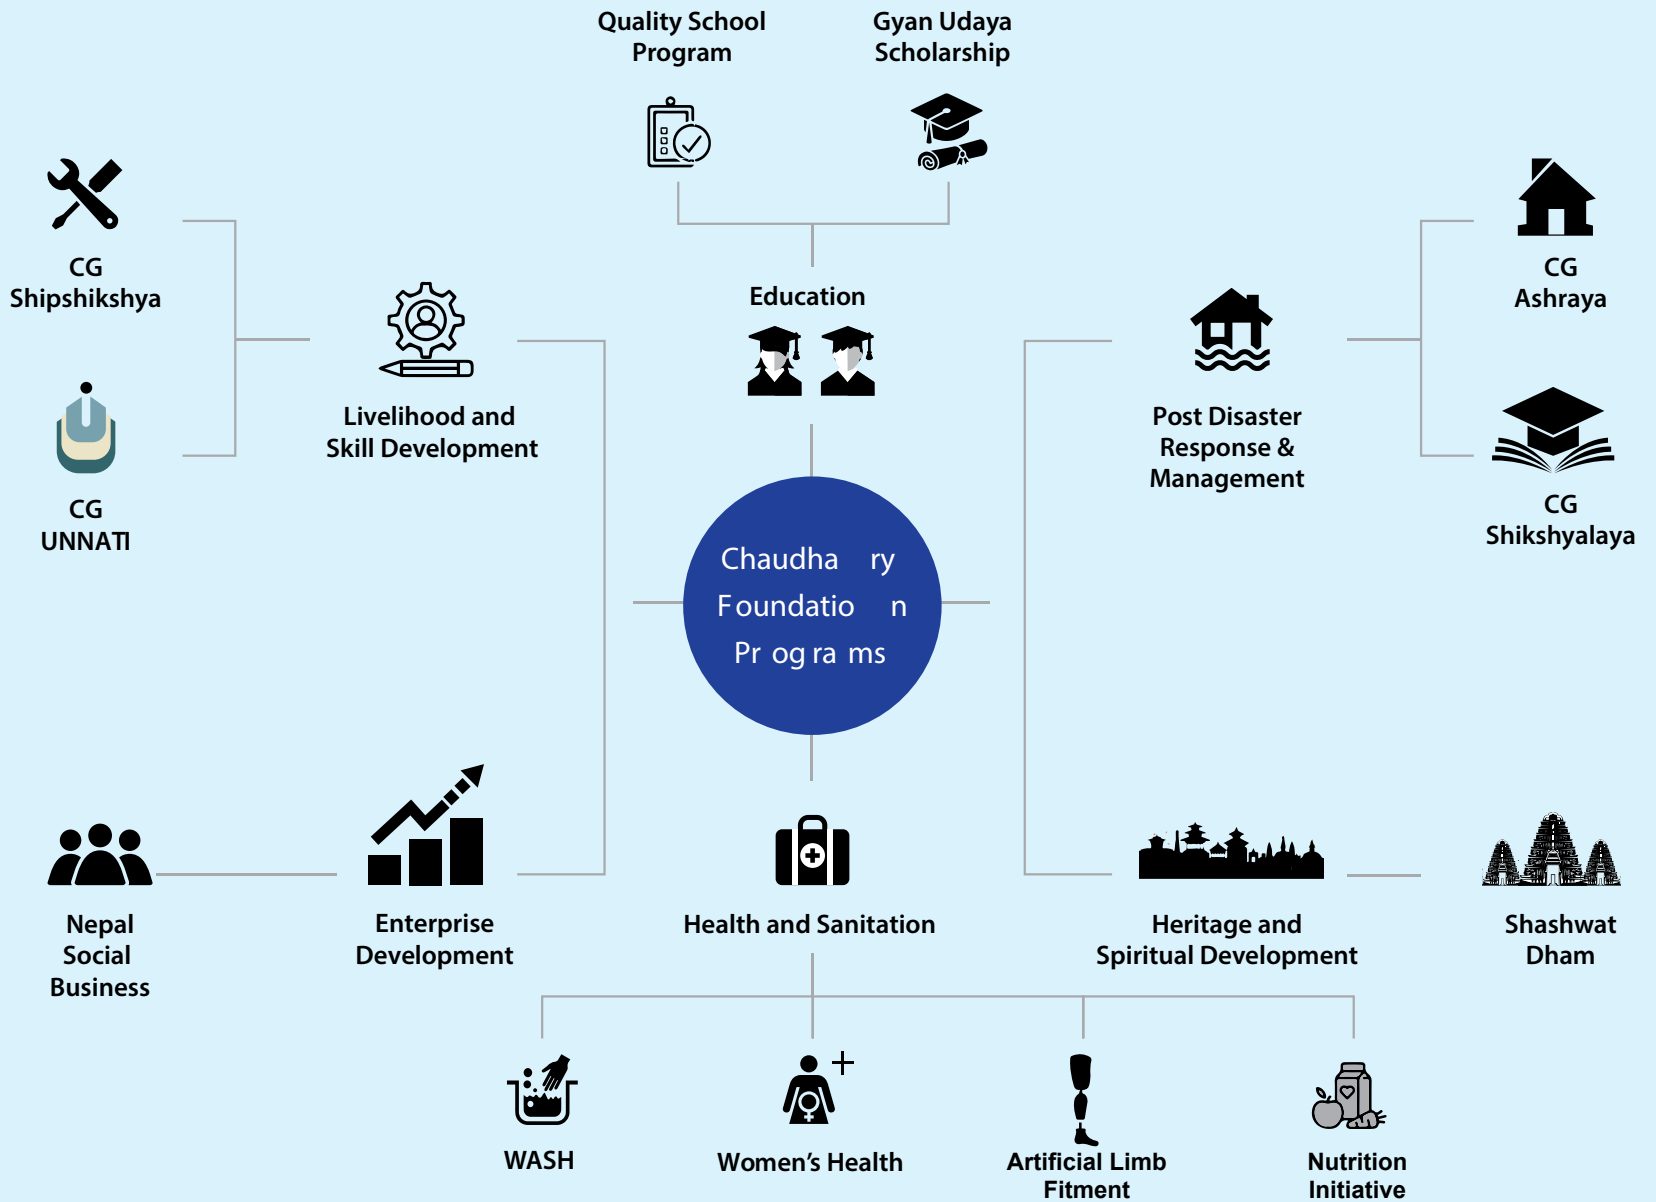 Quality School
Program
Gyan Udaya
Scholarship
CG
Shipshikshya
Education
CG
Ashraya
Livelihood and
Skill Development
Post Disaster
Response &
Management
CG
UNNATI
CG
Shikshyalaya
Chaudha ry
Foundatio n
Pr og ra ms
Nepal
Social
Business
Enterprise
Development
Health and Sanitation
Heritage and
Spiritual Development
Shashwat
Dham
WASH
Women's Health
Artificial Limb
Fitment
Nutrition
Initiative